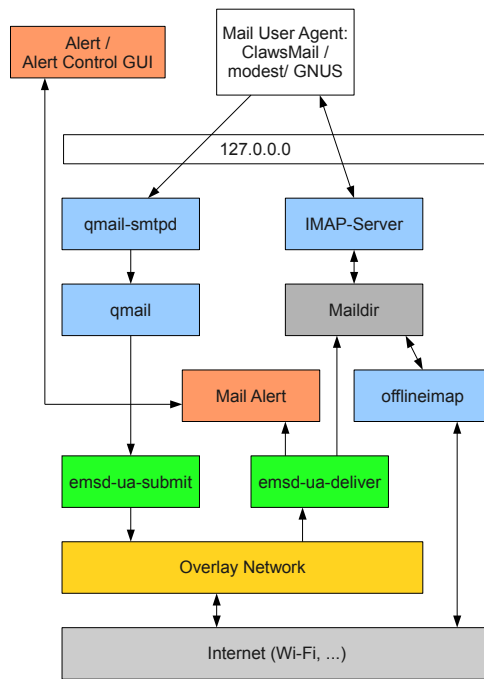 Alert /
Alert Control GUI
Mail User Agent:
ClawsMail /
modest/ GNUS
127.0.0.0
qmail-smtpd
IMAP-Server
qmail
Maildir
Mail Alert
offlineimap
emsd-ua-submit
emsd-ua-deliver
Overlay Network
Internet (Wi-Fi, ...)